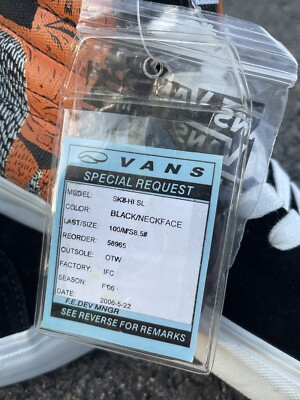 VANS
SPECIAL REQUEST
MODEL: SK8-HI SL
COLOR: BLACK/NECKFACE
LAST/SIZE: 100/M'S8.5#
REORDER: 58965
OUTSOLE: OTW
FACTORY: IFC
SEASON: F'06
DATE 2006-5-22
F.E.DEV MNGR
SEE REVERSE FOR REMARKS